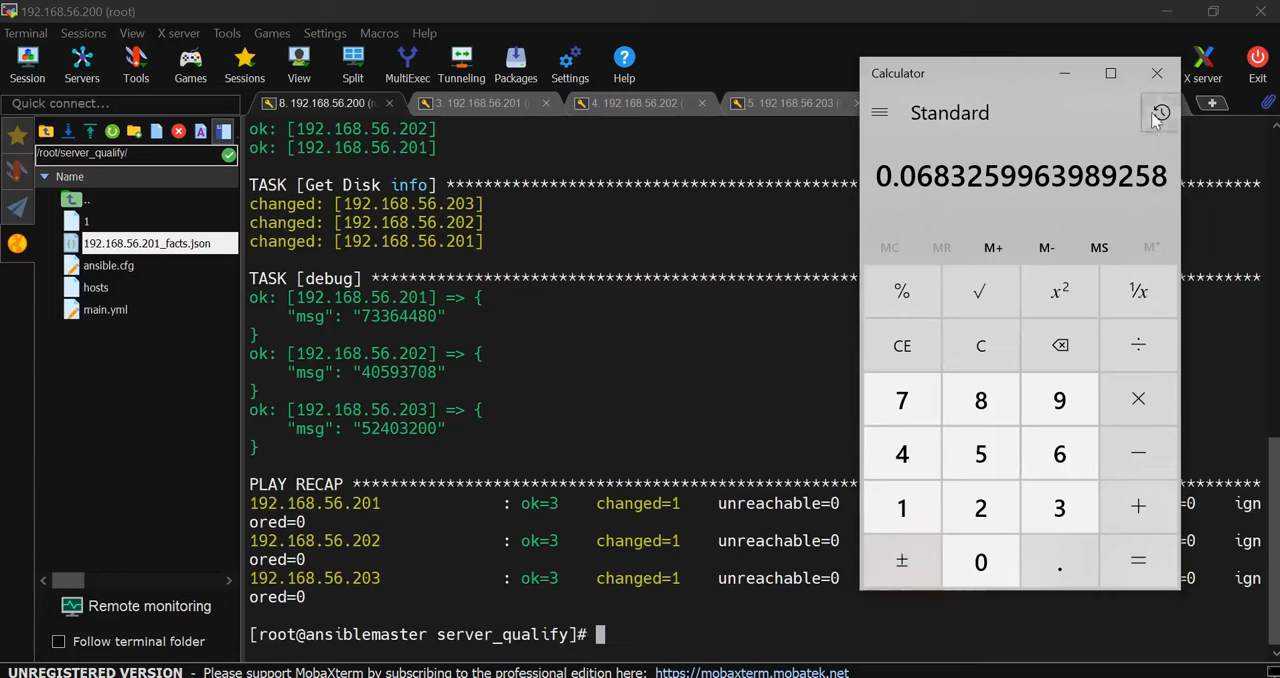 192.168.56.200 (root)
Terminal Sessions View X server Tools Games Settings Macros Help
Session Servers Tools Games Sessions View Split MultiExec Tunneling Packages Settings Help X server Exit
Quick connect...
8. 192.168.56.200 (r
3. 192.168.56.201 (
4. 192.168.56.202 (
5. 192.168.56.203 (
/root/server_qualify/
Name
..
1
192.168.56.201_facts.json
ansible.cfg
hosts
main.yml
Remote monitoring
Follow terminal folder
ok: [192.168.56.202]
ok: [192.168.56.201]
TASK [Get Disk info] ****************************************************
changed: [192.168.56.203]
changed: [192.168.56.202]
changed: [192.168.56.201]
TASK [debug] ************************************************************
ok: [192.168.56.201] => {
"msg": "73364480"
}
ok: [192.168.56.202] => {
"msg": "40593708"
}
ok: [192.168.56.203] => {
"msg": "52403200"
}
PLAY RECAP **************************************************************
192.168.56.201 : ok=3 changed=1 unreachable=0 =0 ign
ored=0
192.168.56.202 : ok=3 changed=1 unreachable=0 =0 ign
ored=0
192.168.56.203 : ok=3 changed=1 unreachable=0 =0 ign
ored=0
[root@ansiblemaster server_qualify]#
Calculator
Standard
0.0683259963989258
MC MR M+ M- MS M˅
% √ x² ¹/x
CE C ⌫ ÷
7 8 9 ×
4 5 6 −
1 2 3 +
± 0 . =
UNREGISTERED VERSION - Please support MobaXterm by subscribing to the professional edition here: https://mobaxterm.mobatek.net